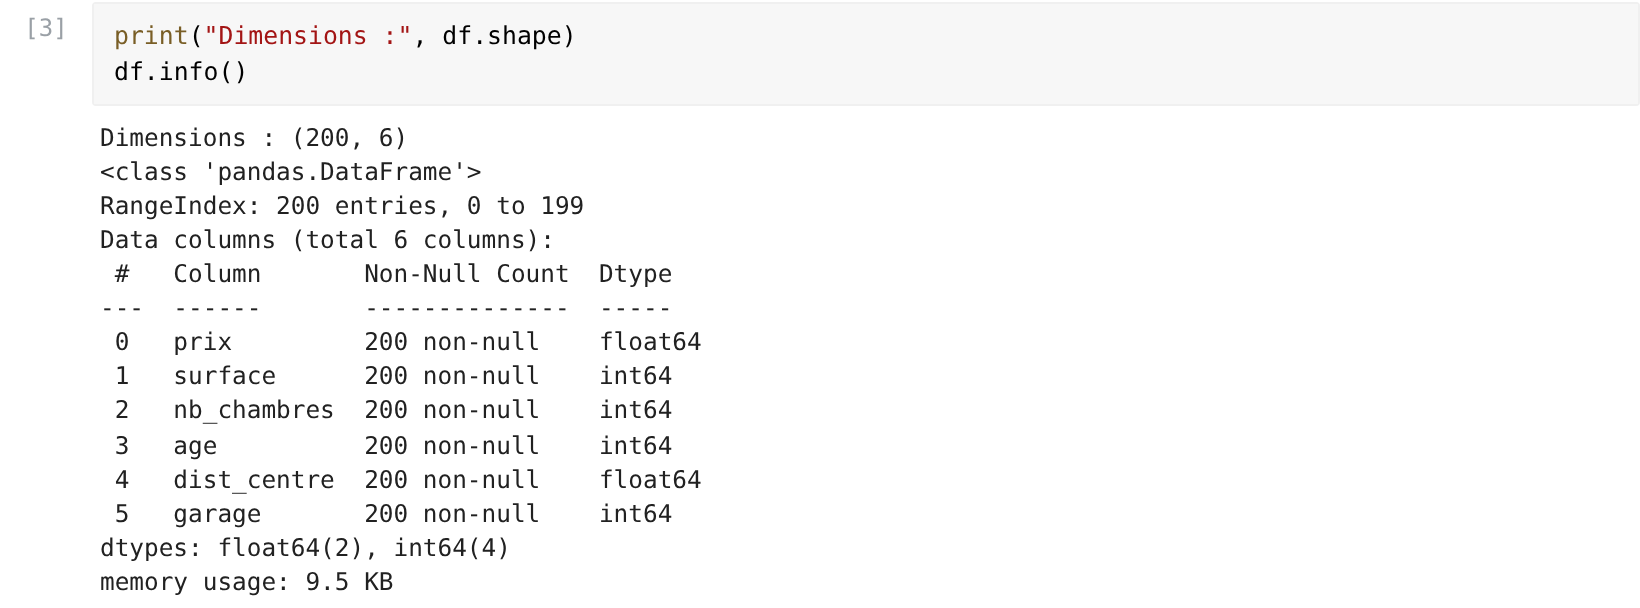 [3]
print("Dimensions :", df.shape)
df.info()
Dimensions : (200, 6)
<class 'pandas.DataFrame'>
RangeIndex: 200 entries, 0 to 199
Data columns (total 6 columns):
 #   Column       Non-Null Count  Dtype
---  ------       --------------  -----
 0   prix         200 non-null    float64
 1   surface      200 non-null    int64
 2   nb_chambres  200 non-null    int64
 3   age          200 non-null    int64
 4   dist_centre  200 non-null    float64
 5   garage       200 non-null    int64
dtypes: float64(2), int64(4)
memory usage: 9.5 KB